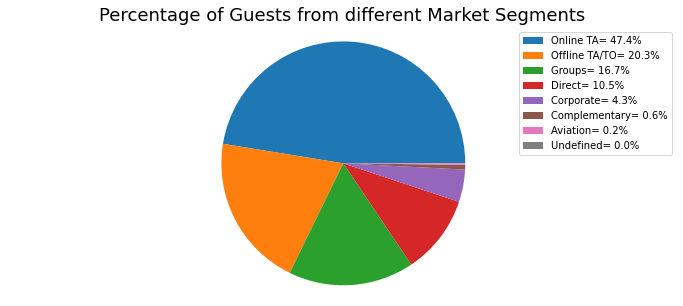 Percentage of Guests from different Market Segments
Online TA= 47.4%
Offline TA/TO= 20.3%
Groups= 16.7%
Direct= 10.5%
Corporate= 4.3%
Complementary= 0.6%
Aviation= 0.2%
Undefined= 0.0%